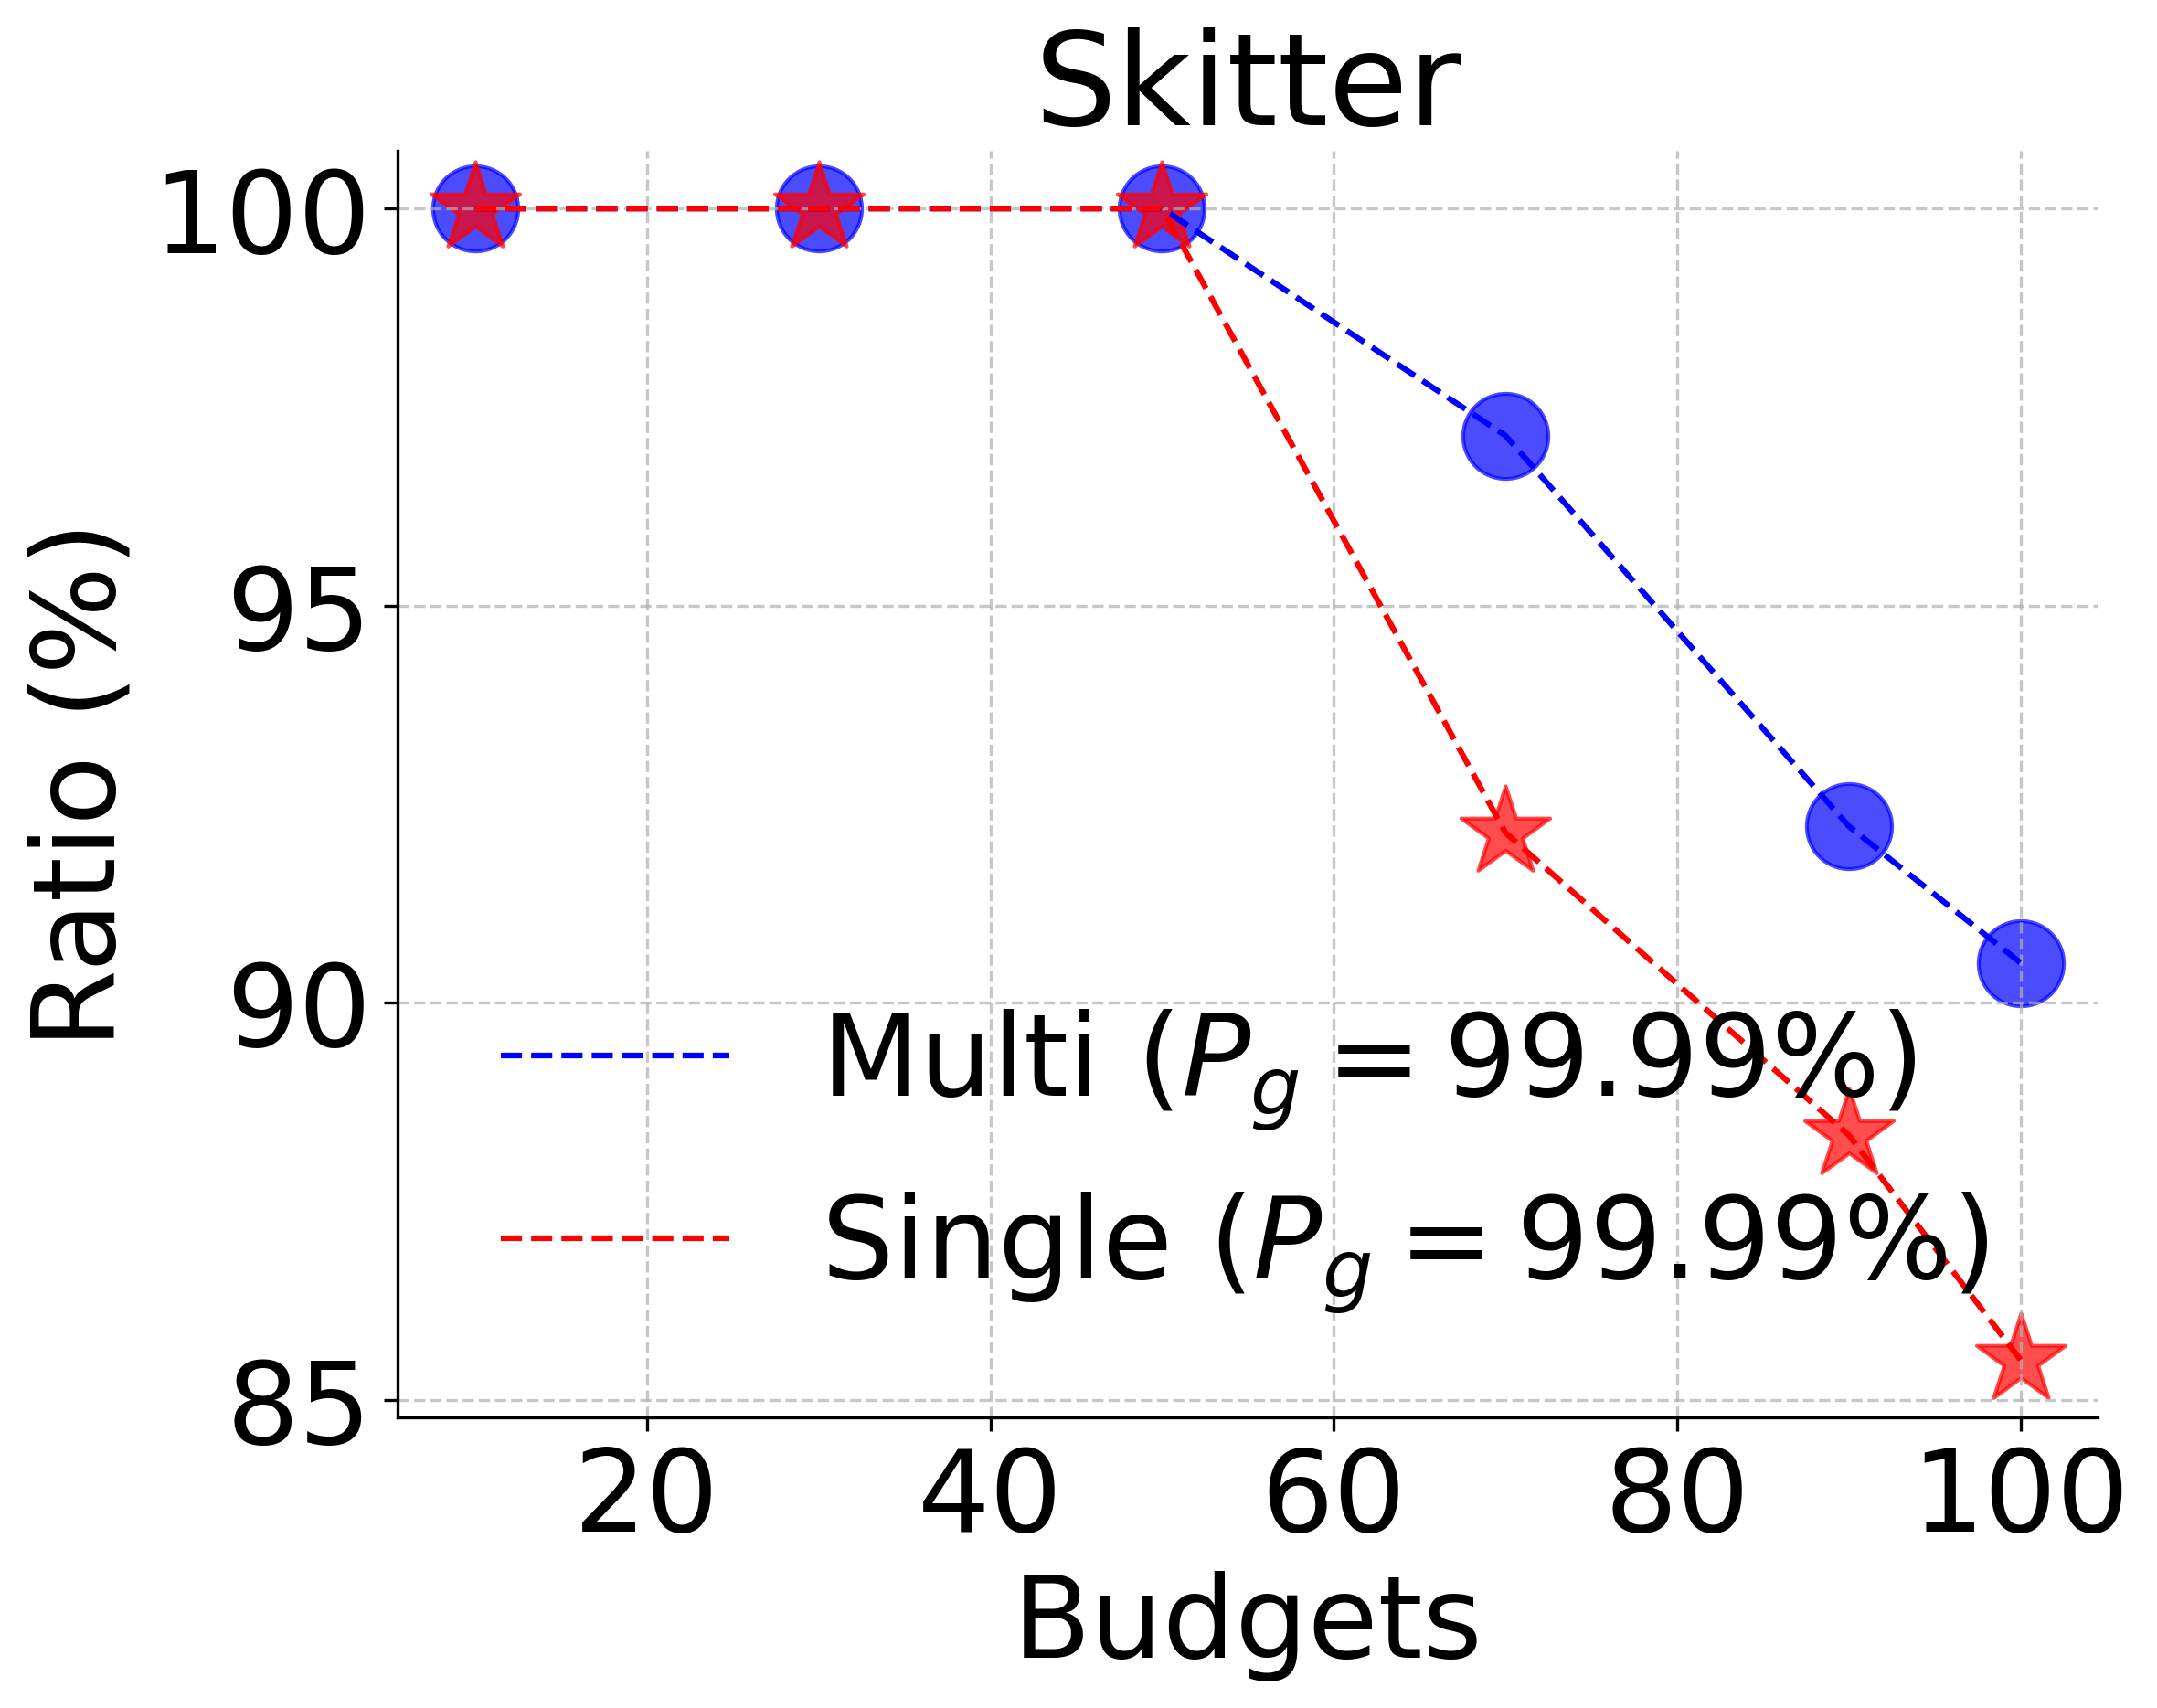 Skitter
Ratio (%)
100
95
90
85
Multi (P_g = 99.99%)
Single (P_g = 99.99%)
20 40 60 80 100
Budgets